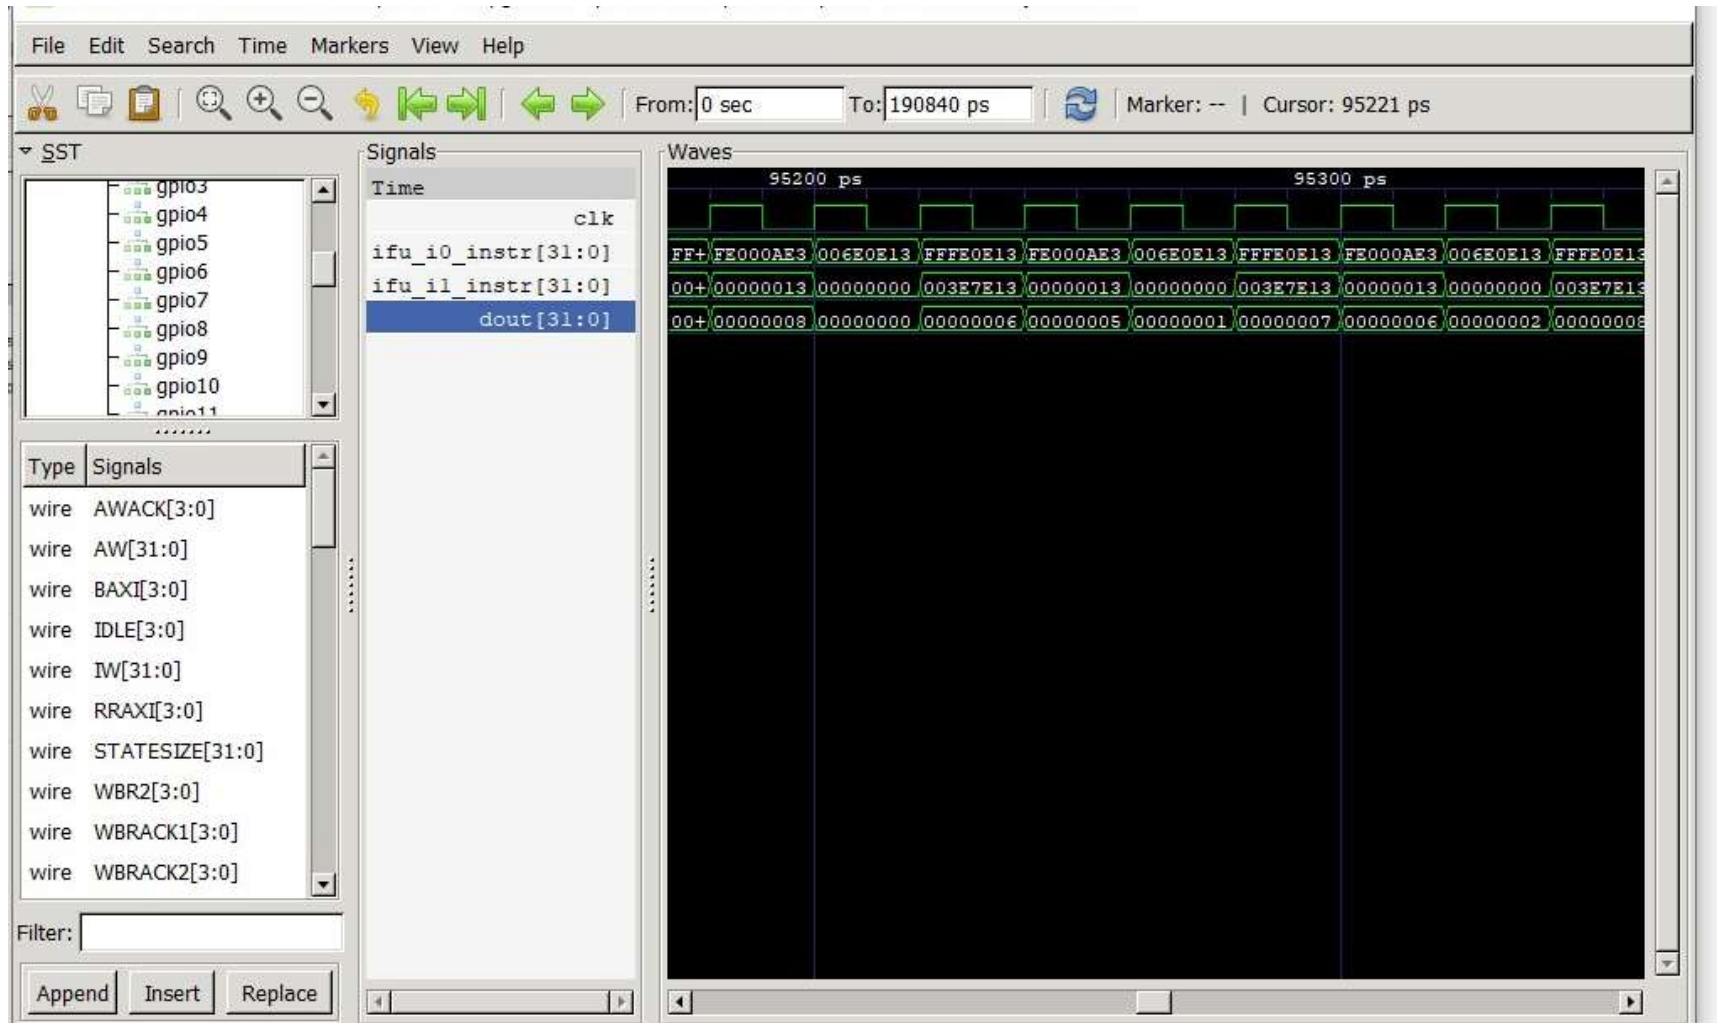 File Edit Search Time Markers View Help
From: 0 sec To: 190840 ps Marker: -- | Cursor: 95221 ps
SST
gpio3
gpio4
gpio5
gpio6
gpio7
gpio8
gpio9
gpio10
gpio11
Type Signals
wire AWACK[3:0]
wire AW[31:0]
wire BAXI[3:0]
wire IDLE[3:0]
wire IW[31:0]
wire RRAXI[3:0]
wire STATESIZE[31:0]
wire WBR2[3:0]
wire WBRACK1[3:0]
wire WBRACK2[3:0]
Filter:
Append Insert Replace
Signals
Time
clk
ifu_i0_instr[31:0]
ifu_i1_instr[31:0]
dout[31:0]
Waves
95200 ps 95300 ps
FF+ FE000AE3 006E0E13 FFFE0E13 FE000AE3 006E0E13 FFFE0E13 FE000AE3 006E0E13 FFFE0E13
00+ 00000013 00000000 003E7E13 00000013 00000000 003E7E13 00000013 00000000 003E7E13
00+ 00000008 00000000 00000006 00000005 00000001 00000007 00000006 00000002 00000008